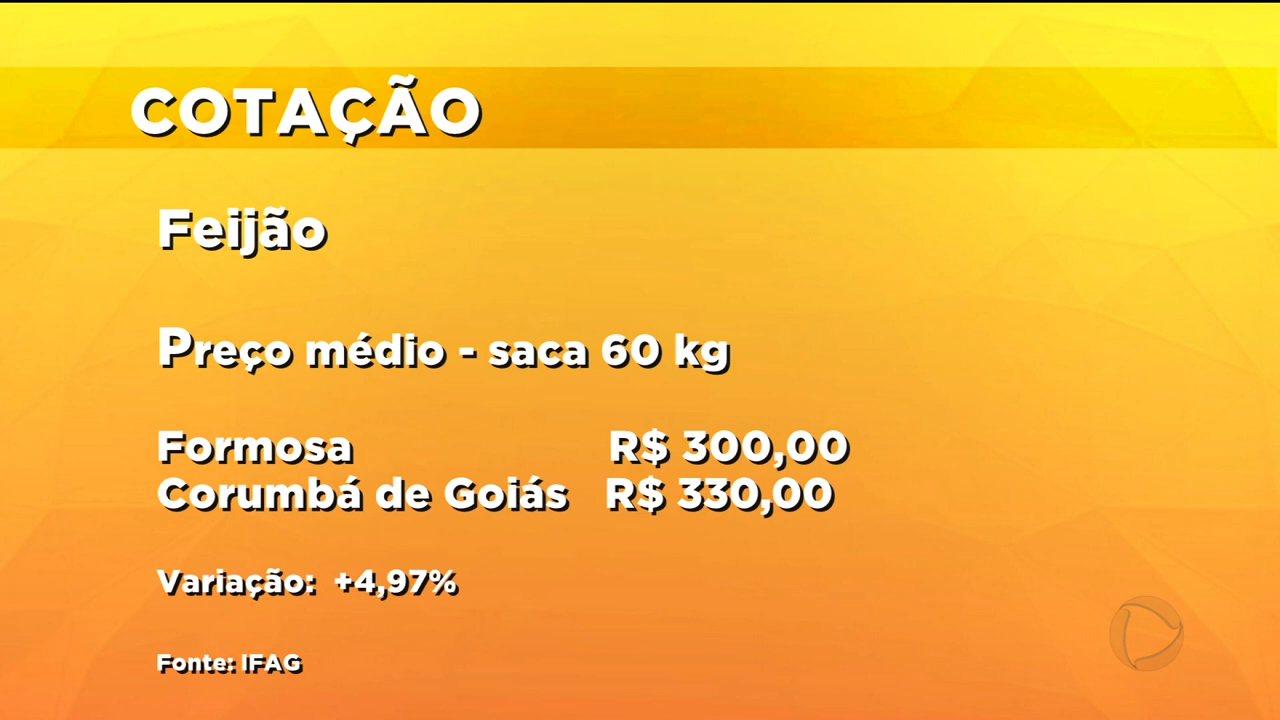 COTAÇÃO
Feijão
Preço médio - saca 60 kg
Formosa R$ 300,00
Corumbá de Goiás R$ 330,00
Variação: +4,97%
Fonte: IFAG